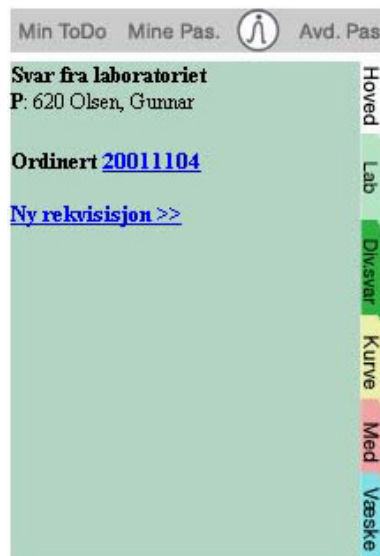 Min ToDo Mine Pas. Avd. Pas
Svar fra laboratoriet
P: 620 Olsen, Gunnar
Ordinert 20011104
Ny rekvisisjon >>
Hoved
Lab
Div.svar
Kurve
Med
Væske